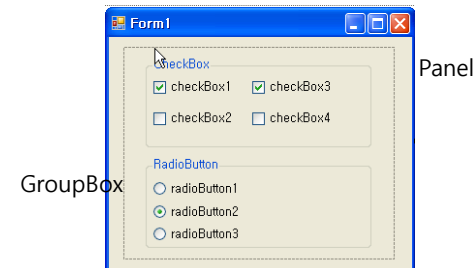 Form1
CheckBox
Panel
checkBox1 checkBox3
checkBox2 checkBox4
RadioButton
GroupBox
radioButton1
radioButton2
radioButton3